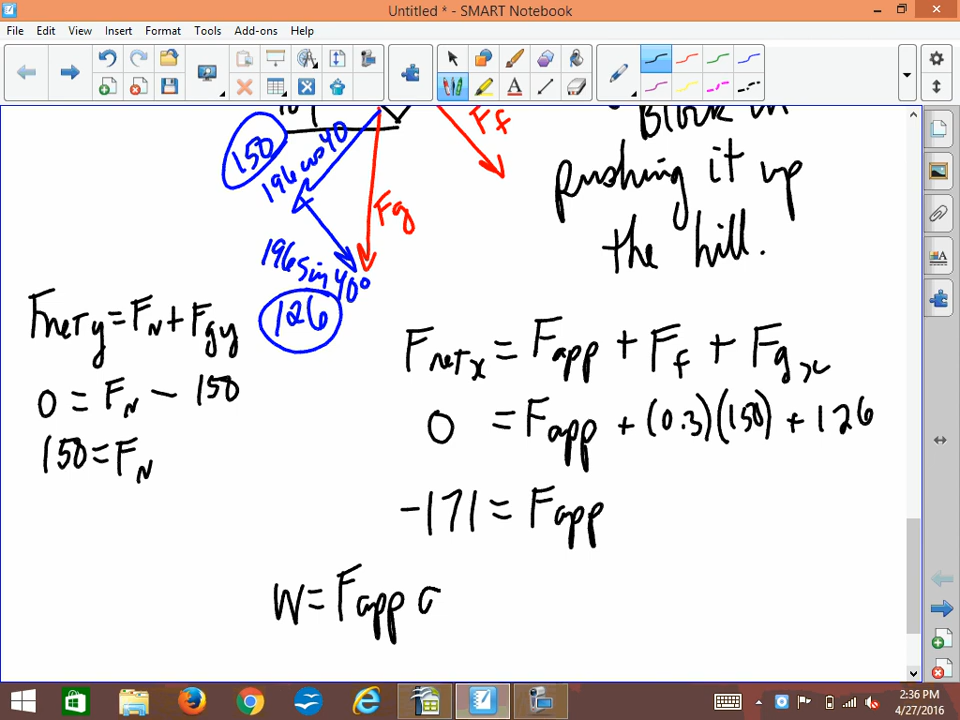 Untitled * - SMART Notebook
File Edit View Insert Format Tools Add-ons Help
Block in
pushing it up
the hill.
Ff
150
196 cos 40
Fg
196 sin 40°
126
Fnet y = FN + Fgy
0 = FN - 150
150 = FN
Fnet x = Fapp + Ff + Fgx
0 = Fapp + (0.3)(150) + 126
-171 = Fapp
W = Fapp
2:36 PM
4/27/2016